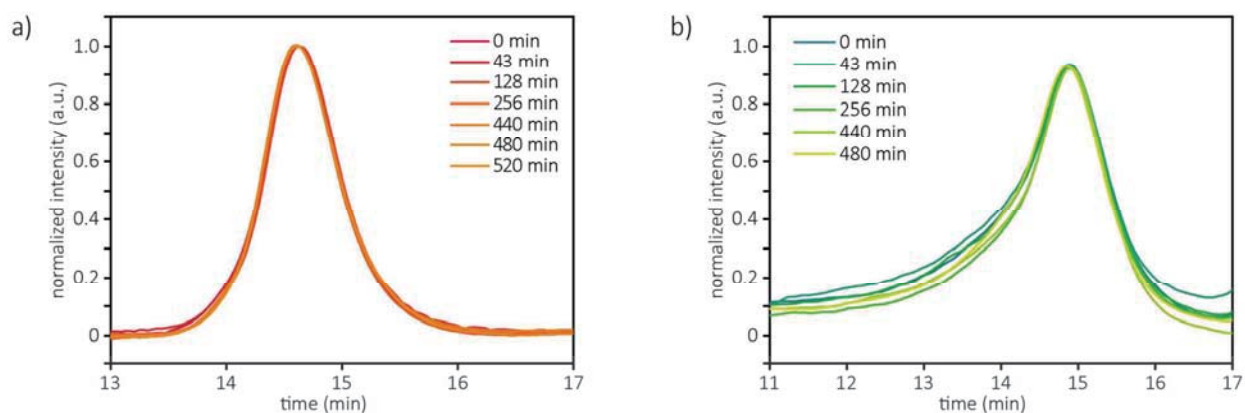 a)
normalized intensity (a.u.)
1.0
0.8
0.6
0.4
0.2
0
13 14 15 16 17
time (min)
0 min
43 min
128 min
256 min
440 min
480 min
520 min
b)
normalized intensity (a.u.)
1.0
0.8
0.6
0.4
0.2
0
11 12 13 14 15 16 17
time (min)
0 min
43 min
128 min
256 min
440 min
480 min